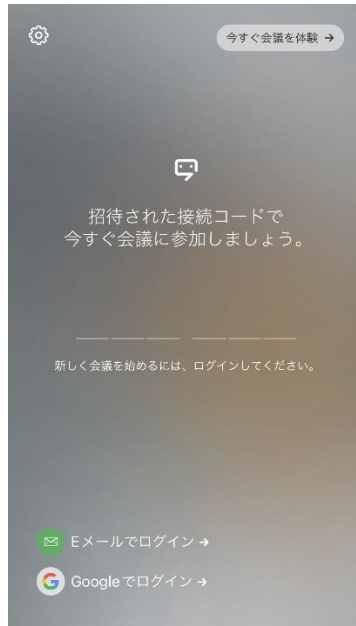 今すぐ会議を体験 →
招待された接続コードで
今すぐ会議に参加しましょう。
新しく会議を始めるには、ログインしてください。
Eメールでログイン →
Googleでログイン →